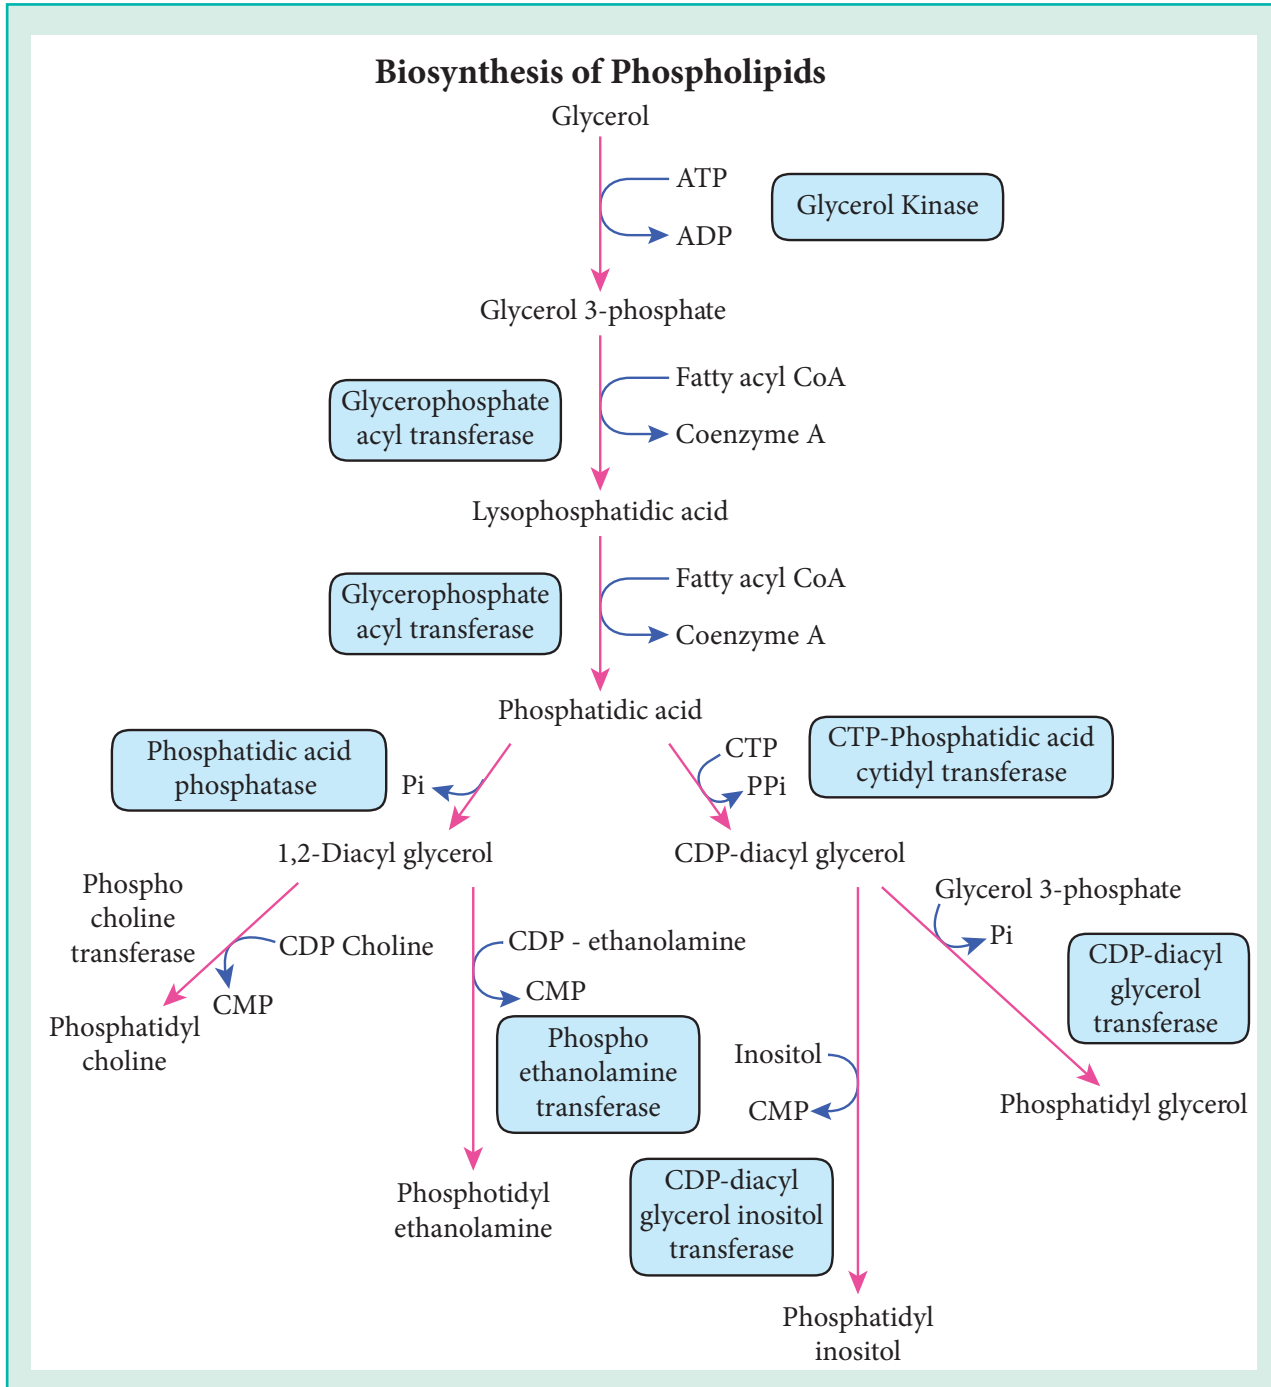 Biosynthesis of Phospholipids
Glycerol
ATP
Glycerol Kinase
ADP
Glycerol 3-phosphate
Fatty acyl CoA
Glycerophosphate
acyl transferase
Coenzyme A
Lysophosphatidic acid
Fatty acyl CoA
Glycerophosphate
acyl transferase
Coenzyme A
Phosphatidic acid
Phosphatidic acid
phosphatase
Pi
CTP
PPi
CTP-Phosphatidic acid
cytidyl transferase
1,2-Diacyl glycerol
CDP-diacyl glycerol
Phospho
choline
transferase
CDP Choline
CMP
Phosphatidyl
choline
CDP - ethanolamine
CMP
Phospho
ethanolamine
transferase
Phosphotidyl
ethanolamine
Glycerol 3-phosphate
Pi
CDP-diacyl
glycerol
transferase
Phosphatidyl glycerol
Inositol
CMP
CDP-diacyl
glycerol inositol
transferase
Phosphatidyl
inositol